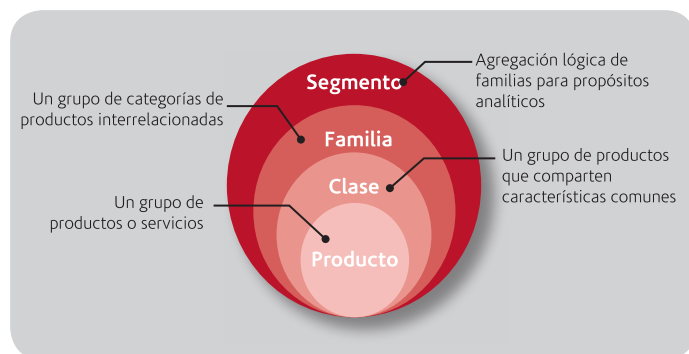 Segmento
Agregación lógica de
familias para propósitos
analíticos
Un grupo de categorías de
productos interrelacionadas
Familia
Clase
Un grupo de productos
que comparten
características comunes
Un grupo de
productos o servicios
Producto